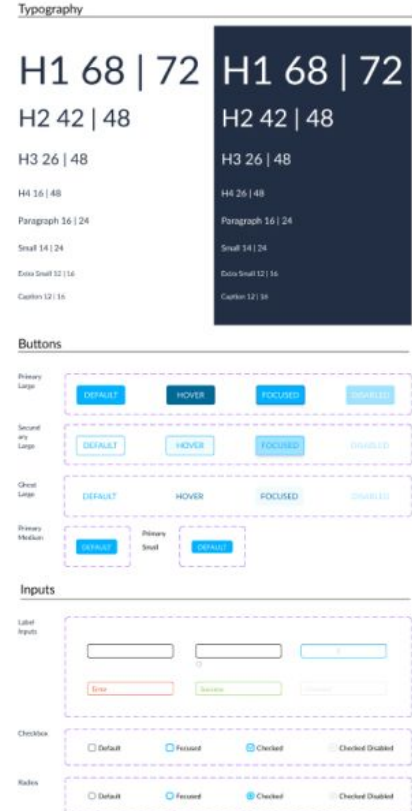 Typography
H1 68 | 72 H1 68 | 72
H2 42 | 48 H2 42 | 48
H3 26 | 48 H3 26 | 48
H4 16 | 48 H4 26 | 48
Paragraph 16 | 24 Paragraph 16 | 24
Small 14 | 24 Small 14 | 24
Extra Small 12 | 16 Extra Small 12 | 16
Caption 12 | 16 Caption 12 | 16
Buttons
Primary
Large
DEFAULT HOVER FOCUSED DISABLED
Second
ary
Large
DEFAULT HOVER FOCUSED DISABLED
Ghost
Large
DEFAULT HOVER FOCUSED DISABLED
Primary
Medium
DEFAULT
Primary
Small
DEFAULT
Inputs
Label
Inputs
Error Success
Checkbox
Default Focused Checked Checked Disabled
Radios
Default Focused Checked Checked Disabled